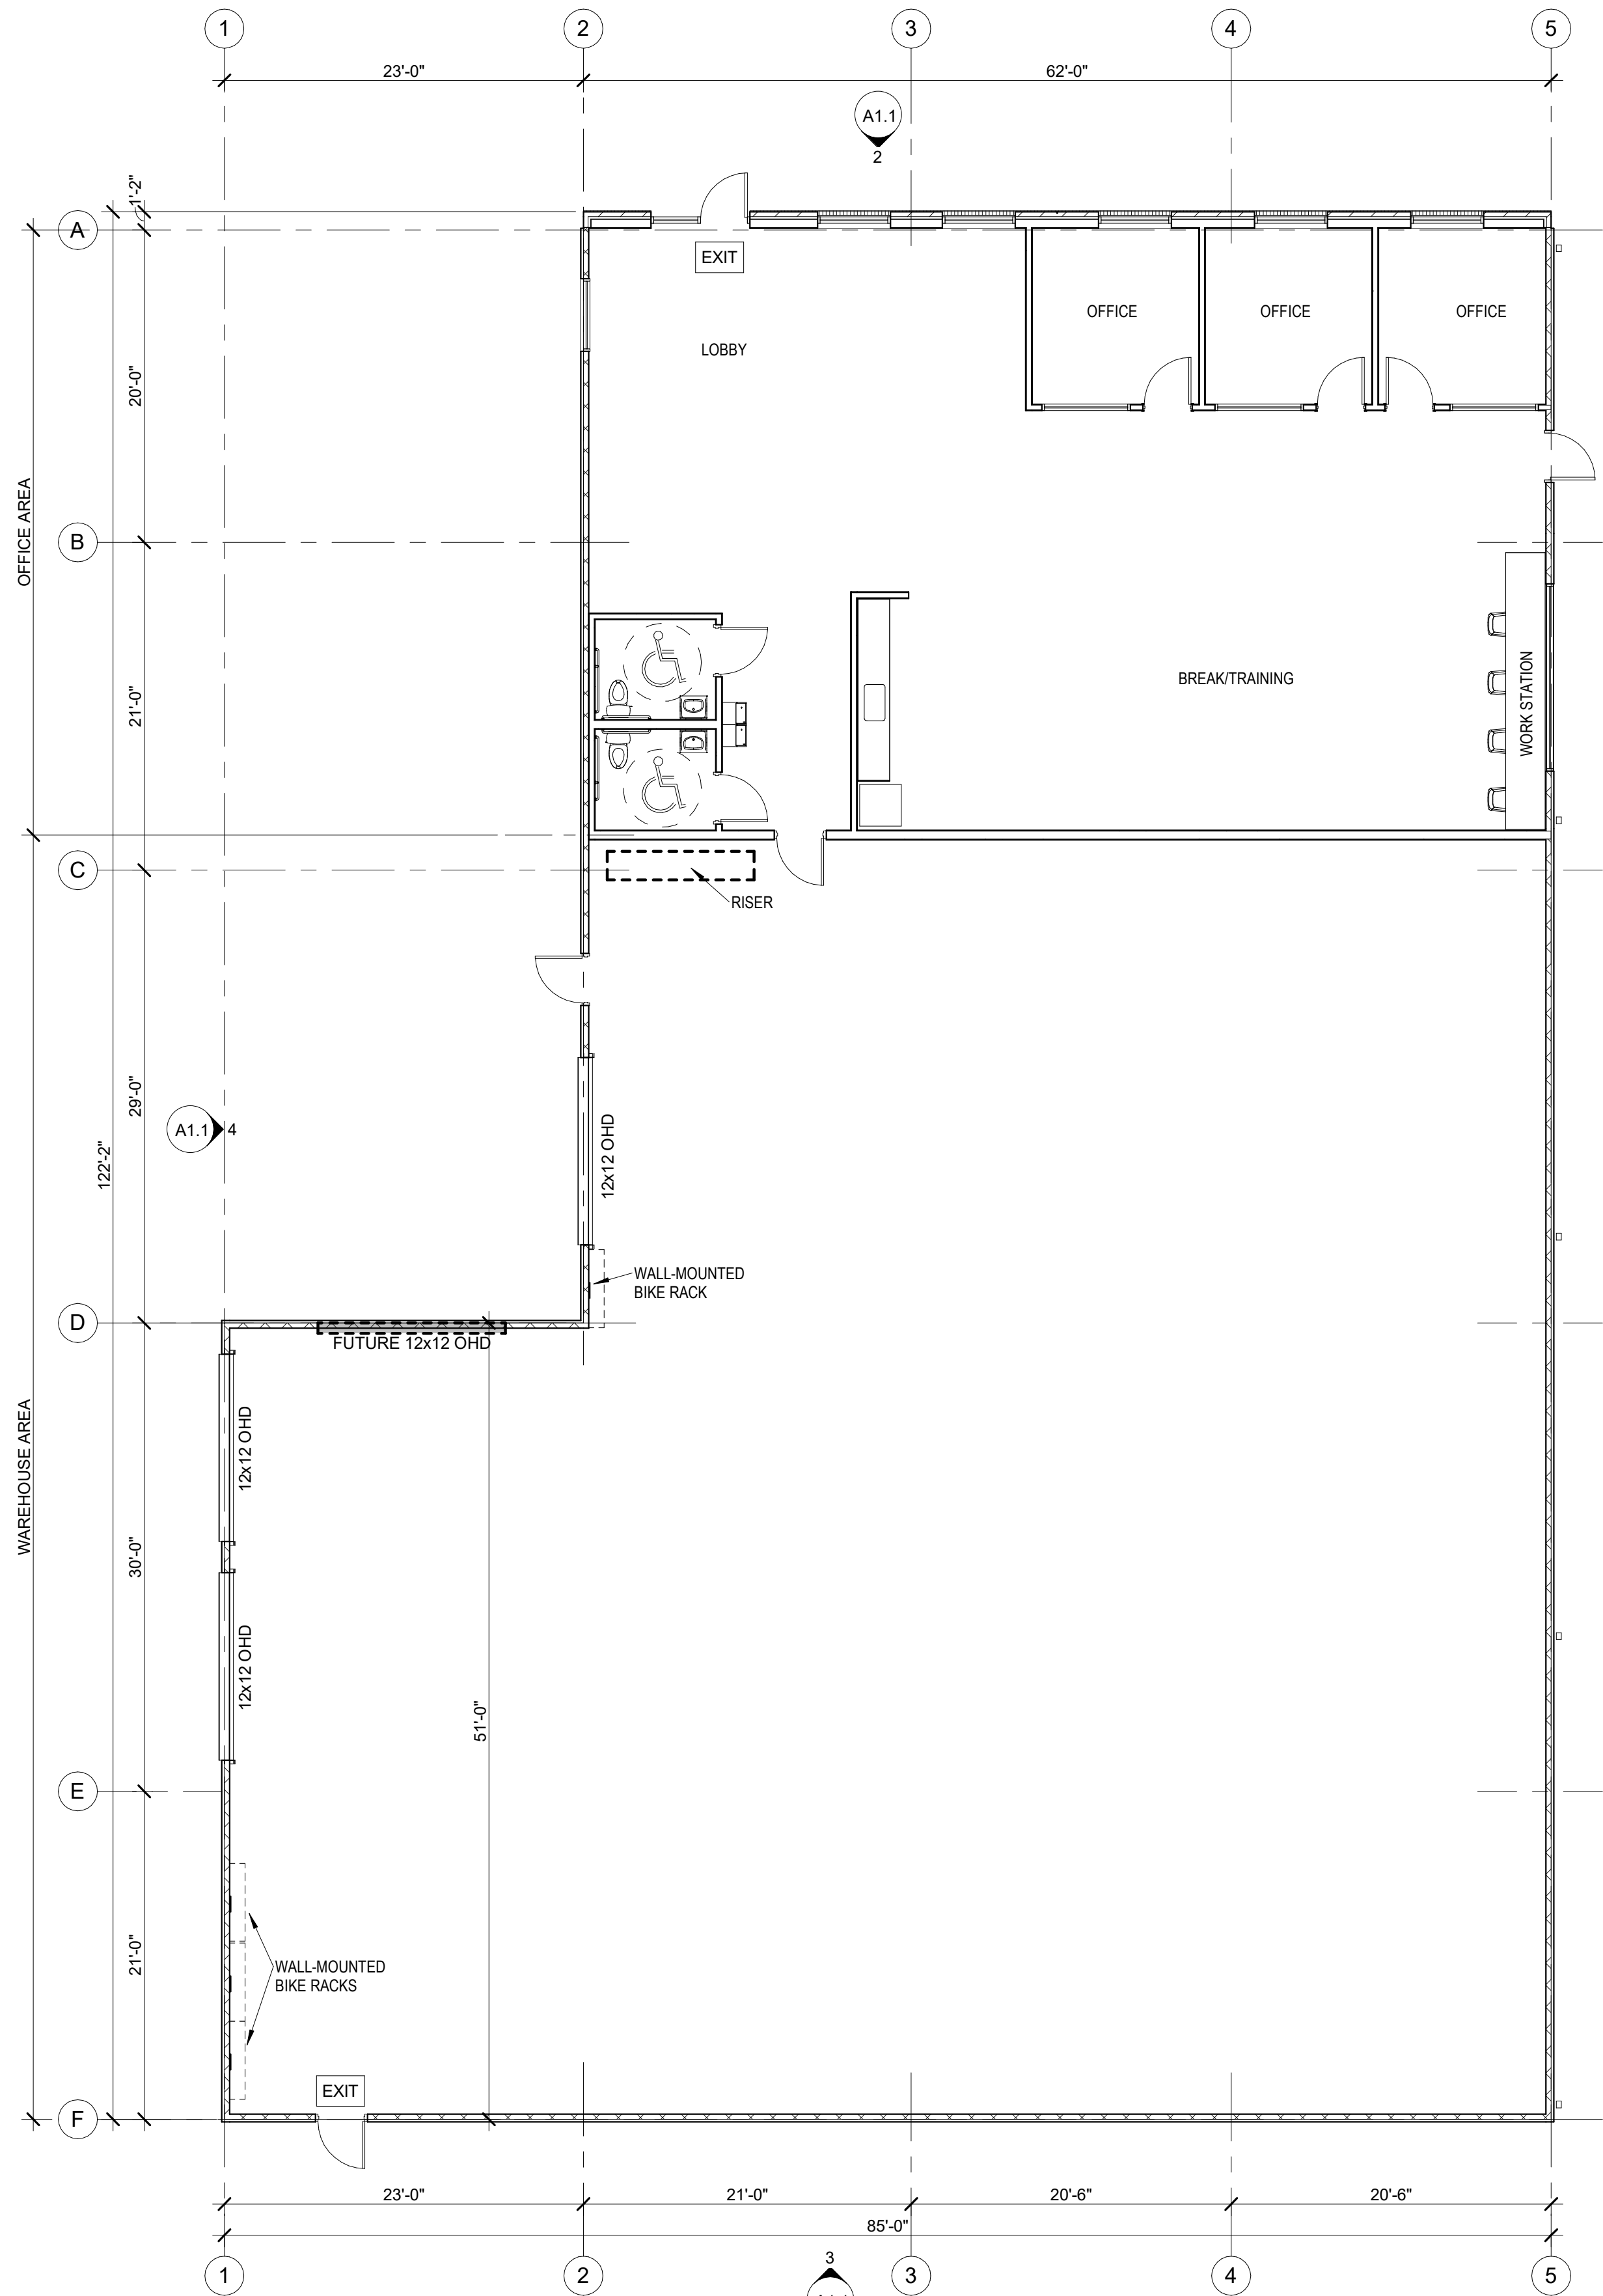 1
2
3
4
5
23'-0"
62'-0"
A1.1
2
1'-2"
A
EXIT
OFFICE
OFFICE
OFFICE
LOBBY
20'-0"
OFFICE AREA
B
21'-0"
BREAK/TRAINING
WORK STATION
C
RISER
29'-0"
A1.1
4
122'-2"
12x12 OHD
WALL-MOUNTED
BIKE RACK
D
FUTURE 12x12 OHD
WAREHOUSE AREA
12x12 OHD
30'-0"
12x12 OHD
51'-0"
E
21'-0"
WALL-MOUNTED
BIKE RACKS
EXIT
F
23'-0"
21'-0"
20'-6"
20'-6"
85'-0"
3
1
2
3
4
5